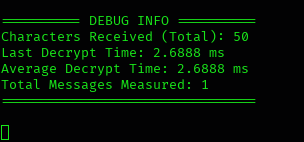 ========== DEBUG INFO ==========
Characters Received (Total): 50
Last Decrypt Time: 2.6888 ms
Average Decrypt Time: 2.6888 ms
Total Messages Measured: 1
================================